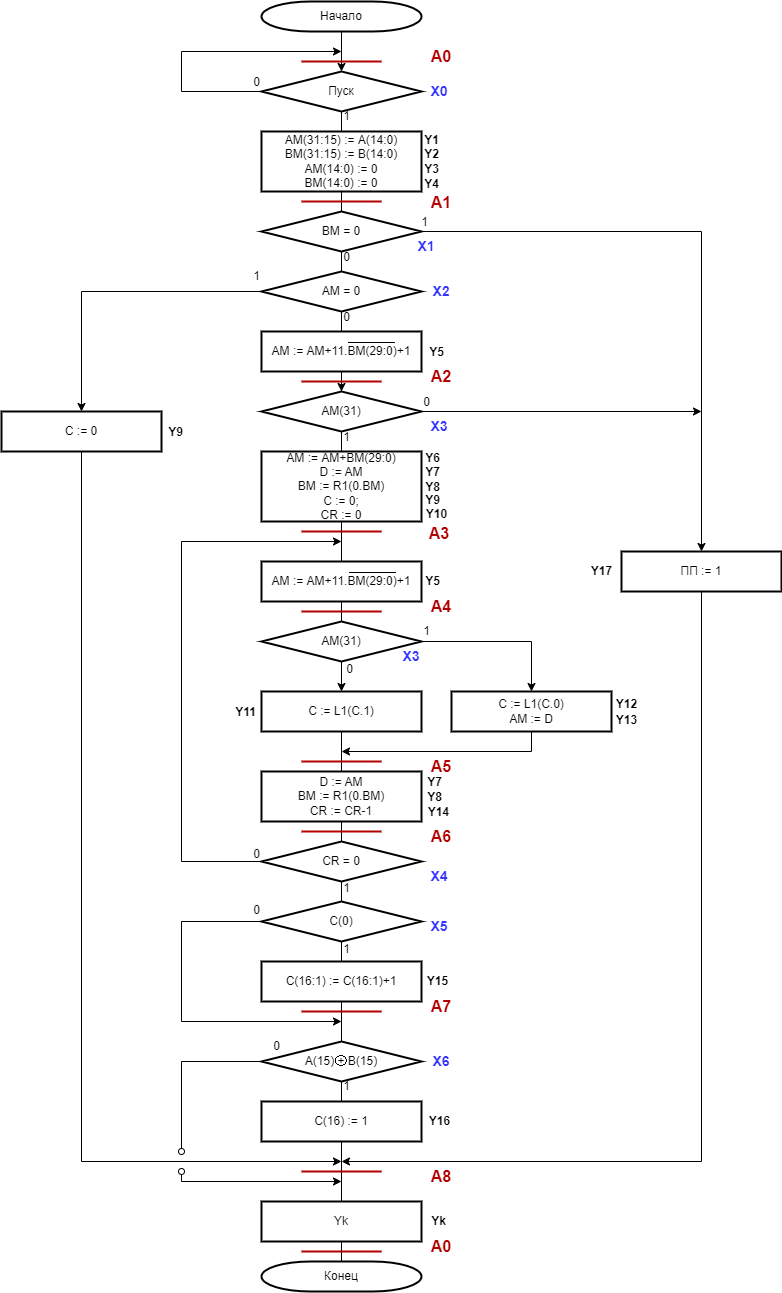 Начало
A0
0
Пуск
X0
1
AM(31:15) := A(14:0) Y1
BM(31:15) := B(14:0) Y2
AM(14:0) := 0 Y3
BM(14:0) := 0 Y4
A1
1
BM = 0
X1
0
1
AM = 0
X2
0
AM := AM+11.BM(29:0)+1 Y5
A2
0
AM(31)
X3
1
C := 0 Y9
AM := AM+BM(29:0) Y6
D := AM Y7
BM := R1(0.BM) Y8
C := 0; Y9
CR := 0 Y10
A3
Y17 ПП := 1
AM := AM+11.BM(29:0)+1 Y5
A4
1
AM(31)
X3
0
Y11 C := L1(C.1)
C := L1(C.0) Y12
AM := D Y13
A5
D := AM Y7
BM := R1(0.BM) Y8
CR := CR-1 Y14
A6
0
CR = 0
X4
1
0
C(0)
X5
1
C(16:1) := C(16:1)+1 Y15
A7
0
A(15)⊕B(15)
X6
1
C(16) := 1 Y16
A8
Yk Yk
A0
Конец